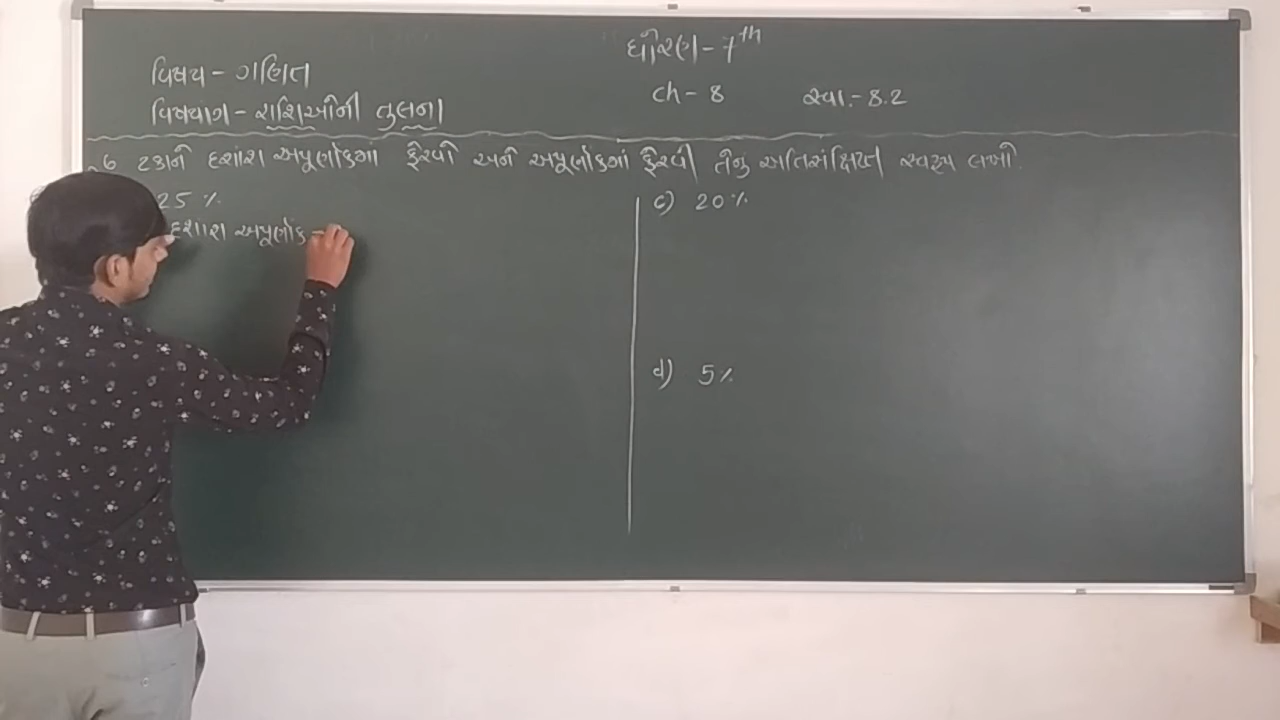 ધોરણ - 7th
વિષય - ગણિત
ch - 8 સ્વા. - 8.2
વિષયાંગ - રાશિઓની તુલના
6 ટકાને દશાંશ અપૂર્ણાંકમાં ફેરવો અને અપૂર્ણાંકમાં ફેરવી તેનું અતિસંક્ષિપ્ત સ્વરૂપ લખો.
25 %
દશાંશ અપૂર્ણાંક -
c) 20 %
d) 5 %